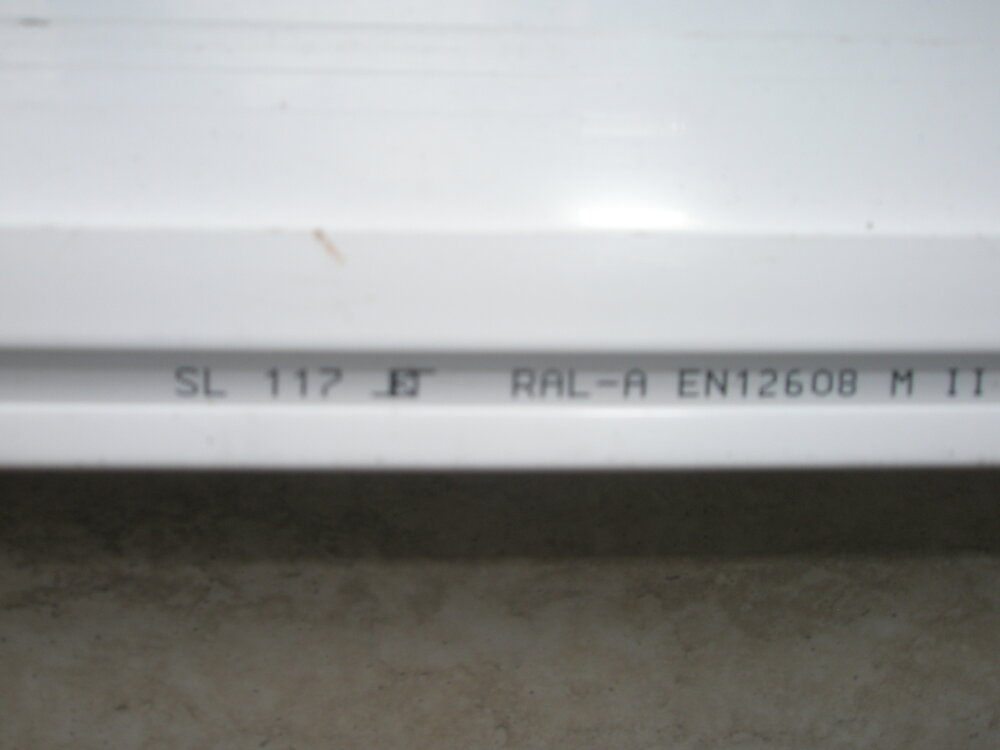 SL 117 RAL-A EN12608 M II